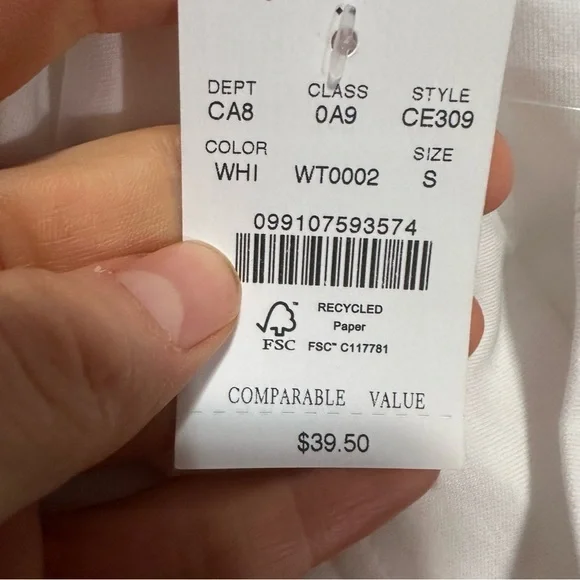 DEPT CLASS STYLE
CA8 0A9 CE309
COLOR SIZE
WHI WT0002 S
099107593574
RECYCLED
Paper
FSC FSC™ C117781
COMPARABLE VALUE
$39.50